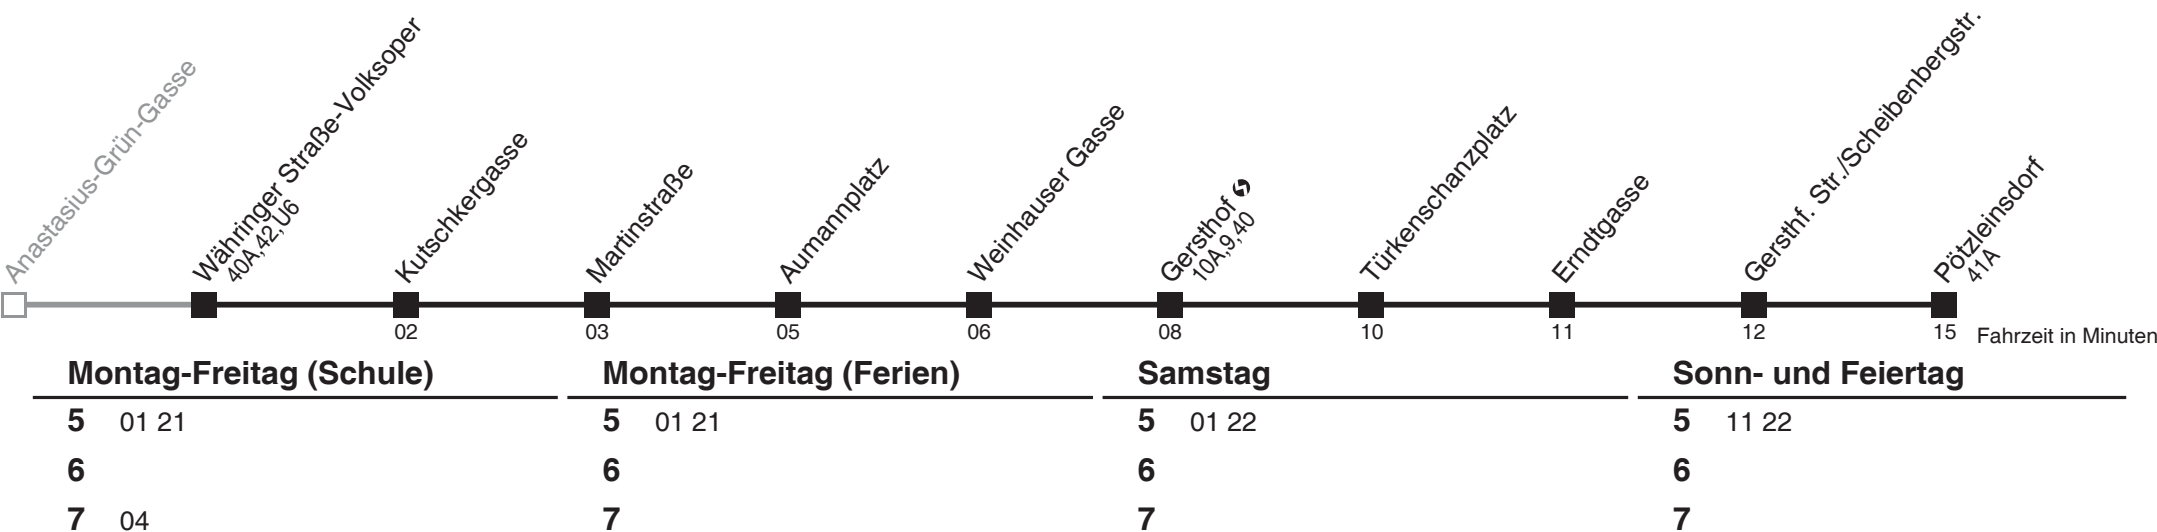 Anastasius-Grün-Gasse
Währinger Straße-Volksoper
40A,42,U6
Kutschkergasse
Martinstraße
Aumannplatz
Weinhauser Gasse
Gersthof
10A,9,40
Türkenschanzplatz
Erndtgasse
Gersthf. Str./Scheibenbergstr.
Pötzleinsdorf
41A
02 03 05 06 08 10 11 12 15 Fahrzeit in Minuten
Montag-Freitag (Schule) Montag-Freitag (Ferien) Samstag Sonn- und Feiertag
5 01 21 5 01 21 5 01 22 5 11 22
6 6 6 6
7 04 7 7 7